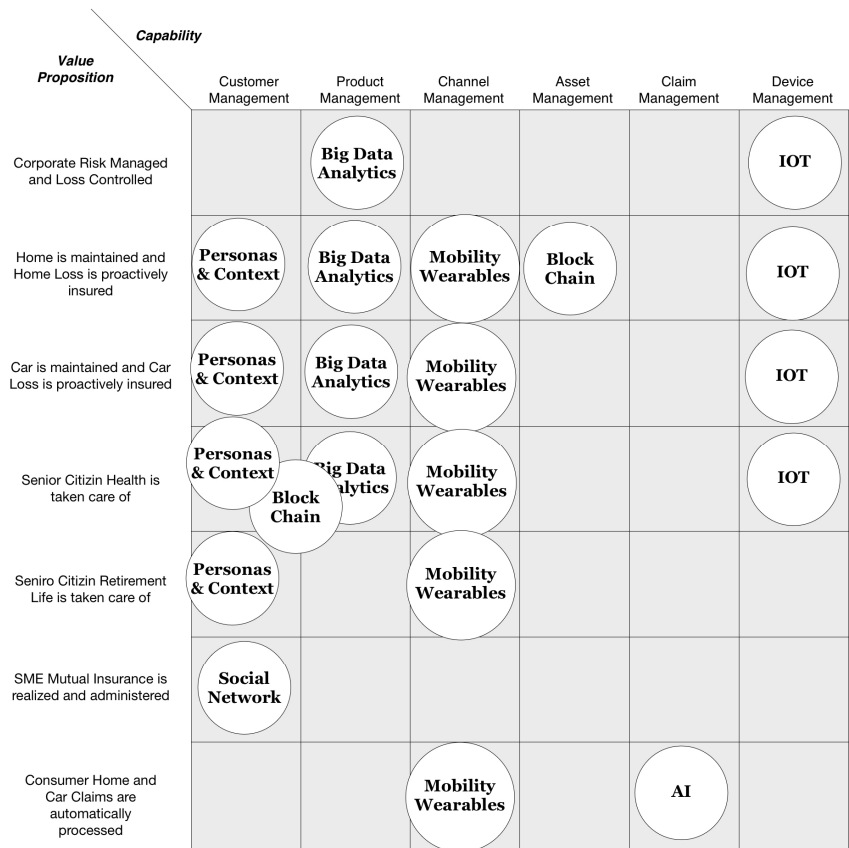 Capability
Value
Proposition
Customer
Management
Product
Management
Channel
Management
Asset
Management
Claim
Management
Device
Management
Corporate Risk Managed
and Loss Controlled
Big Data
Analytics
IOT
Home is maintained and
Home Loss is proactively
insured
Personas
& Context
Big Data
Analytics
Mobility
Wearables
Block
Chain
IOT
Car is maintained and Car
Loss is proactively insured
Personas
& Context
Big Data
Analytics
Mobility
Wearables
IOT
Senior Citizin Health is
taken care of
Personas
& Context
Block
Chain
Big Data
alytics
Mobility
Wearables
IOT
Seniro Citizin Retirement
Life is taken care of
Personas
& Context
Mobility
Wearables
SME Mutual Insurance is
realized and administered
Social
Network
Consumer Home and
Car Claims are
automatically
processed
Mobility
Wearables
AI